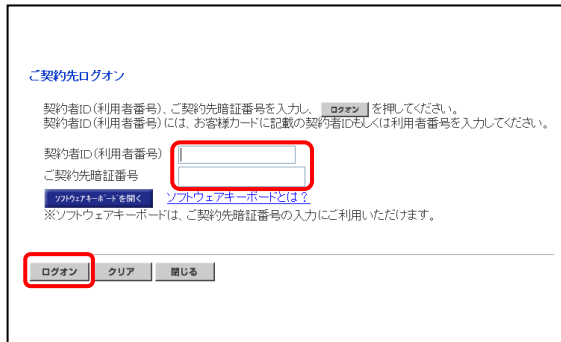 ご契約先ログオン
契約者ID(利用者番号)、ご契約先暗証番号を入力し、 ログオン を押してください。
契約者ID(利用者番号)には、お客様カードに記載の契約者IDもしくは利用者番号を入力してください。
契約者ID(利用者番号)
ご契約先暗証番号
ソフトウェアキーボードを開く ソフトウェアキーボードとは？
※ソフトウェアキーボードは、ご契約先暗証番号の入力にご利用いただけます。
ログオン クリア 閉じる